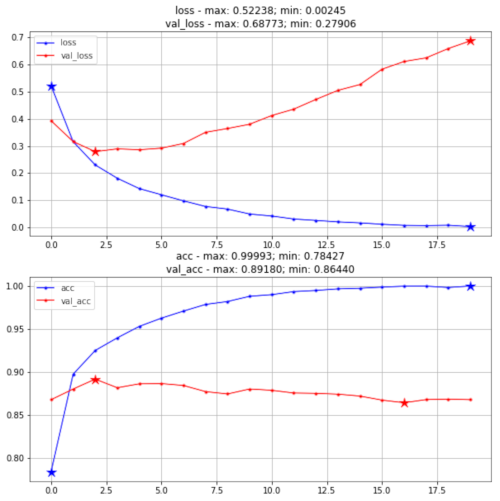 loss - max: 0.52238; min: 0.00245
val_loss - max: 0.68773; min: 0.27906
0.7
0.6
0.5
0.4
0.3
0.2
0.1
0.0
loss
val_loss
0.0 2.5 5.0 7.5 10.0 12.5 15.0 17.5
acc - max: 0.99993; min: 0.78427
val_acc - max: 0.89180; min: 0.86440
1.00
0.95
0.90
0.85
0.80
acc
val_acc
0.0 2.5 5.0 7.5 10.0 12.5 15.0 17.5